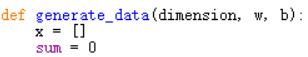 def generate_data(dimension, w, b):
    x = []
    sum = 0